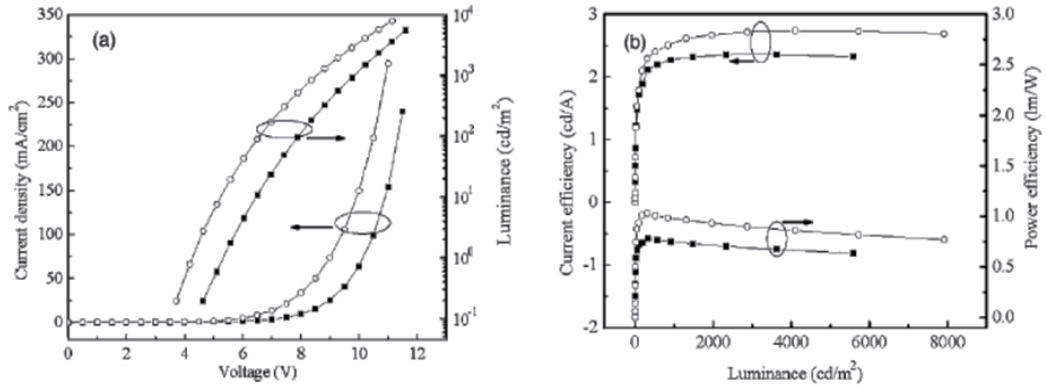 (a)
Current density (mA/cm²)
350
300
250
200
150
100
50
0
0 2 4 6 8 10 12
Voltage (V)
10⁴
10³
10²
10¹
10⁰
10⁻¹
Luminance (cd/m²)
(b)
Current efficiency (cd/A)
3
2
1
0
-1
-2
0 2000 4000 6000 8000
Luminance (cd/m²)
3.0
2.5
2.0
1.5
1.0
0.5
0.0
Power efficiency (lm/W)